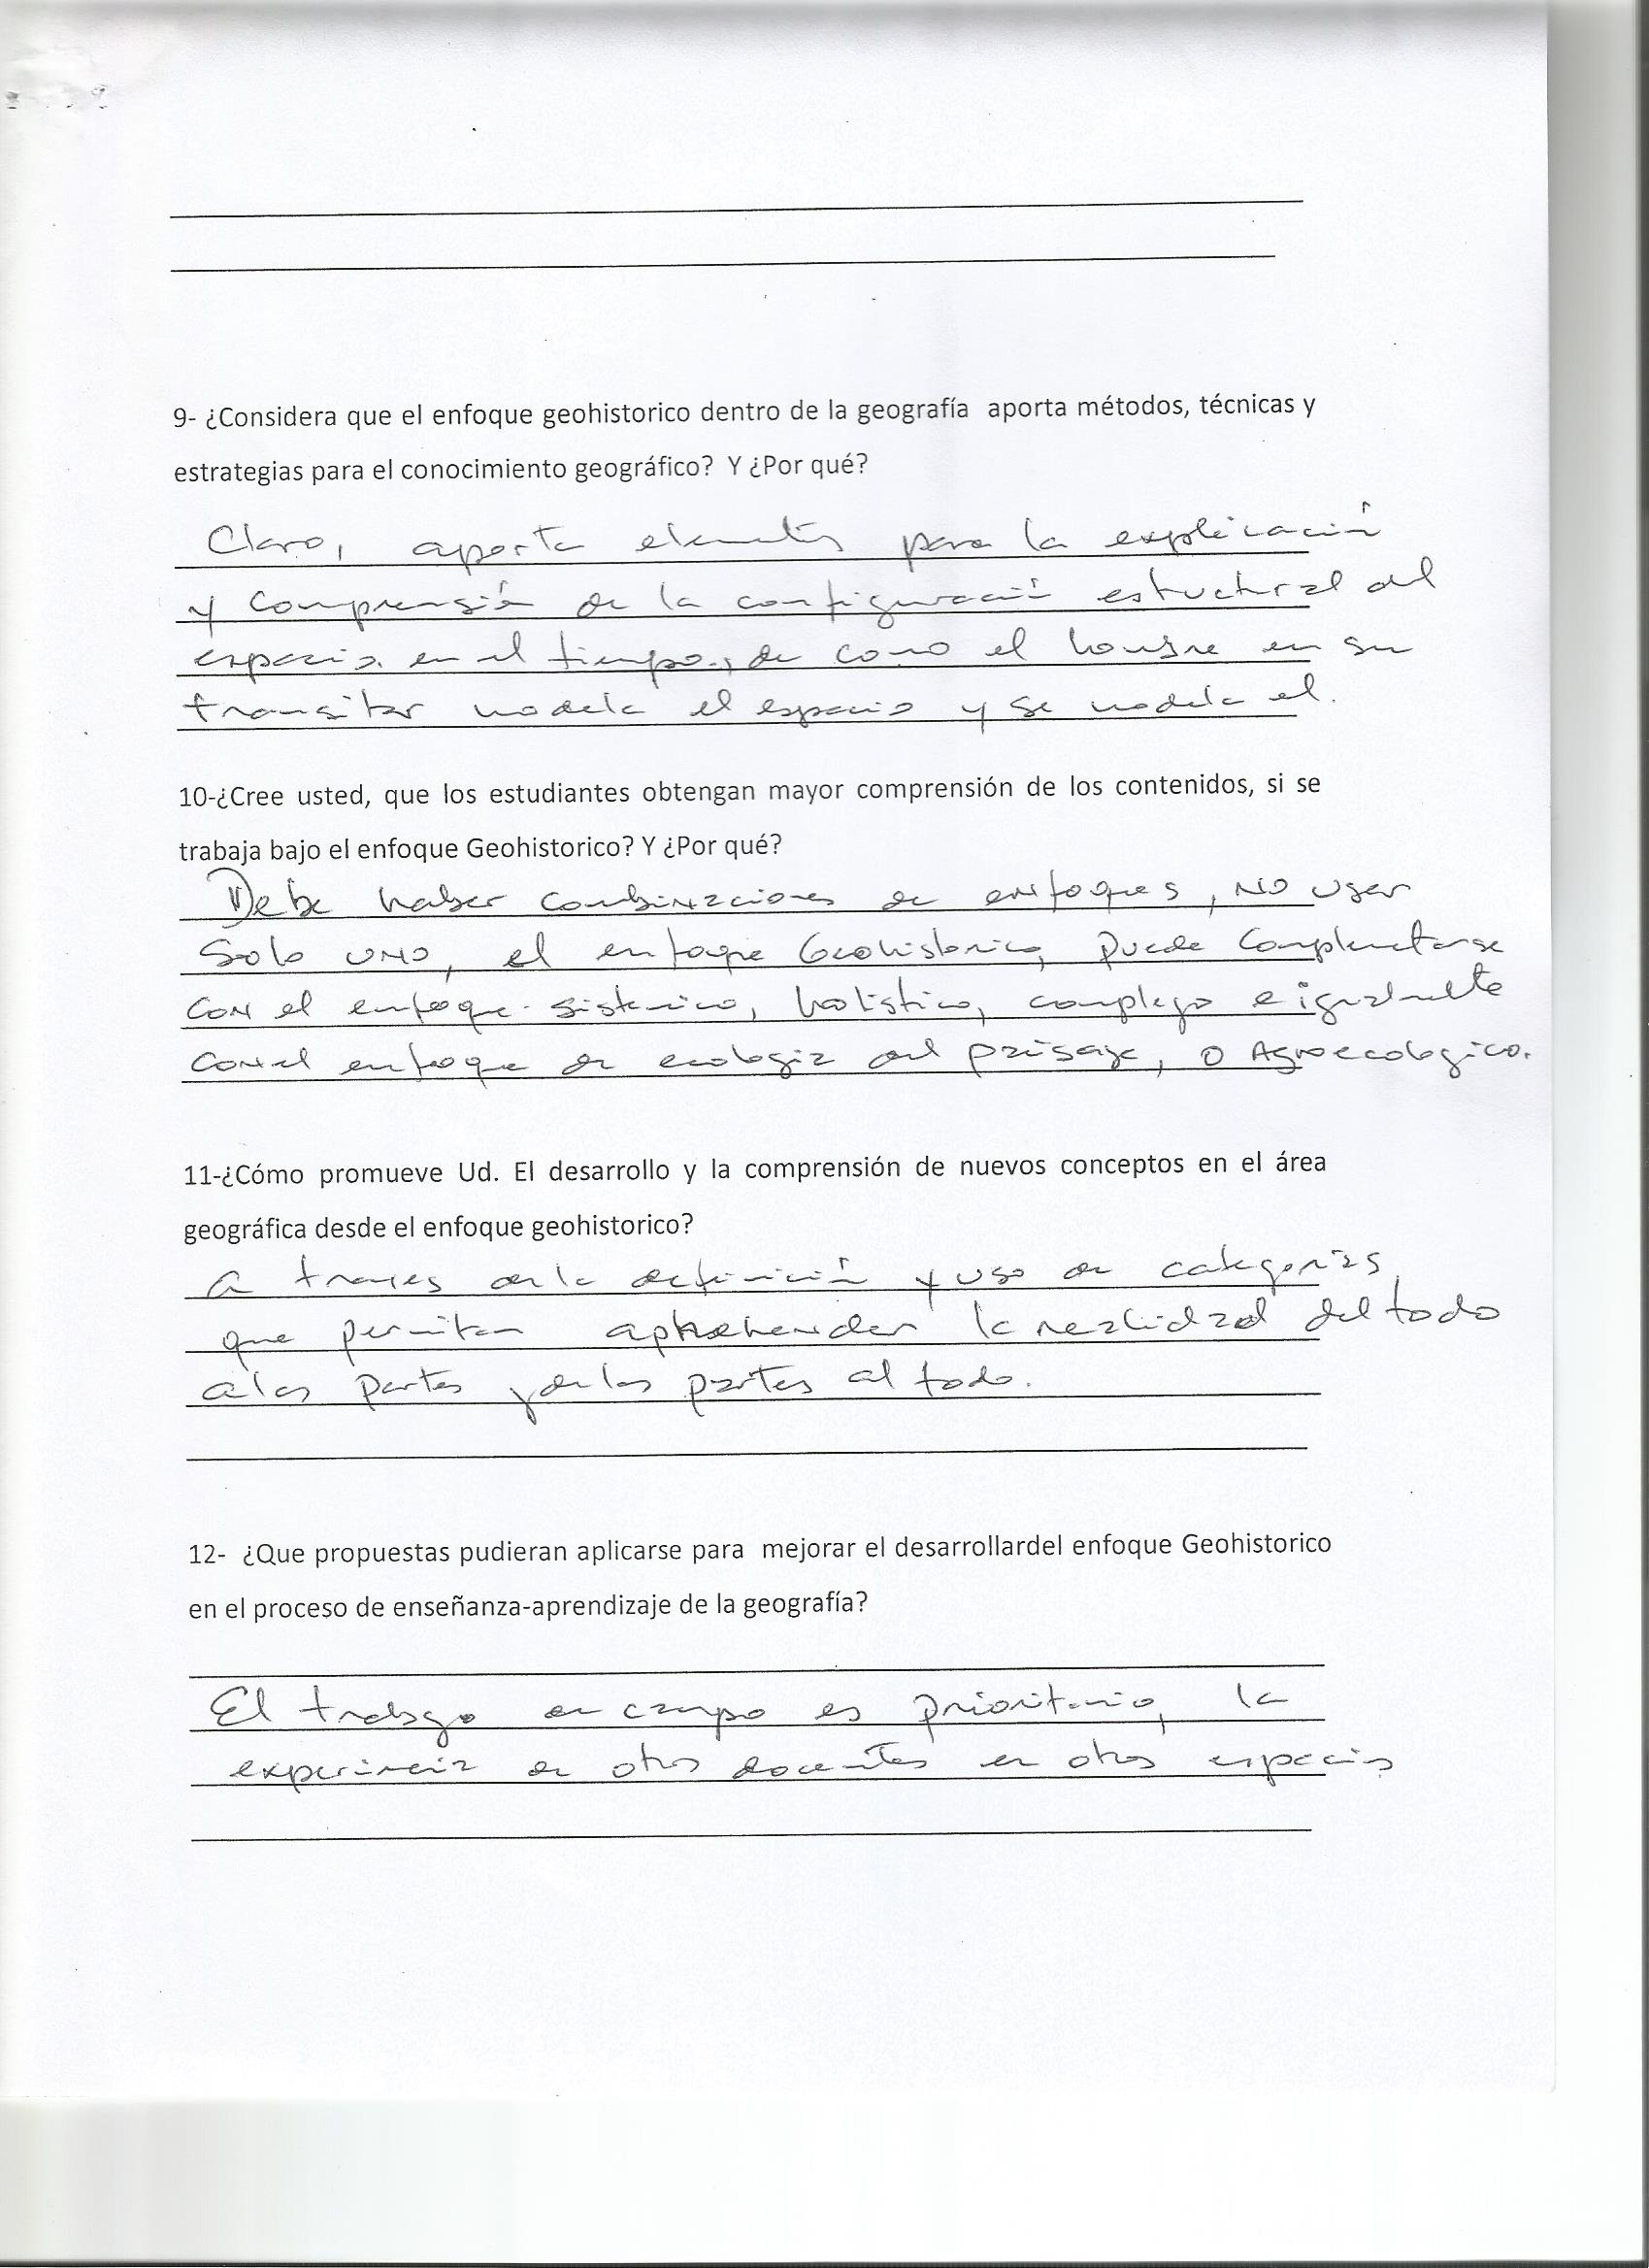 9- ¿Considera que el enfoque geohistorico dentro de la geografía aporta métodos, técnicas y
estrategias para el conocimiento geográfico? Y ¿Por qué?
Claro, aporta elementos para la explicación
y comprensión de la configuración estructural del
espacio en el tiempo, de como el hombre en su
transitar modela el espacio y se modela el.
10-¿Cree usted, que los estudiantes obtengan mayor comprensión de los contenidos, si se
trabaja bajo el enfoque Geohistorico? Y ¿Por qué?
Debe haber combinaciones de enfoques, no usar
solo uno, el enfoque Geohistorico, puede complementarse
con el enfoque sistemico, holistico, complejo e igualmente
con el enfoque de ecologia del paisaje, o Agroecologico.
11-¿Cómo promueve Ud. El desarrollo y la comprensión de nuevos conceptos en el área
geográfica desde el enfoque geohistorico?
a traves de la definición y uso de categorías
que permitan aprehender la realidad del todo
a las partes y de las partes al todo.
12- ¿Que propuestas pudieran aplicarse para mejorar el desarrollardel enfoque Geohistorico
en el proceso de enseñanza-aprendizaje de la geografía?
El trabajo en campo es prioritario, la
experiencia de otros docentes en otros espacios